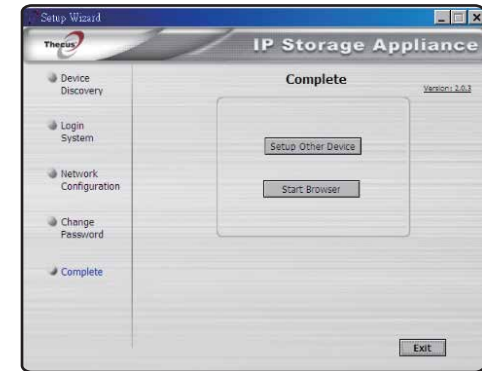 Setup Wizard
Thecus
IP Storage Appliance
Device
Discovery
Login
System
Network
Configuration
Change
Password
Complete
Complete
Version: 2.0.3
Setup Other Device
Start Browser
Exit